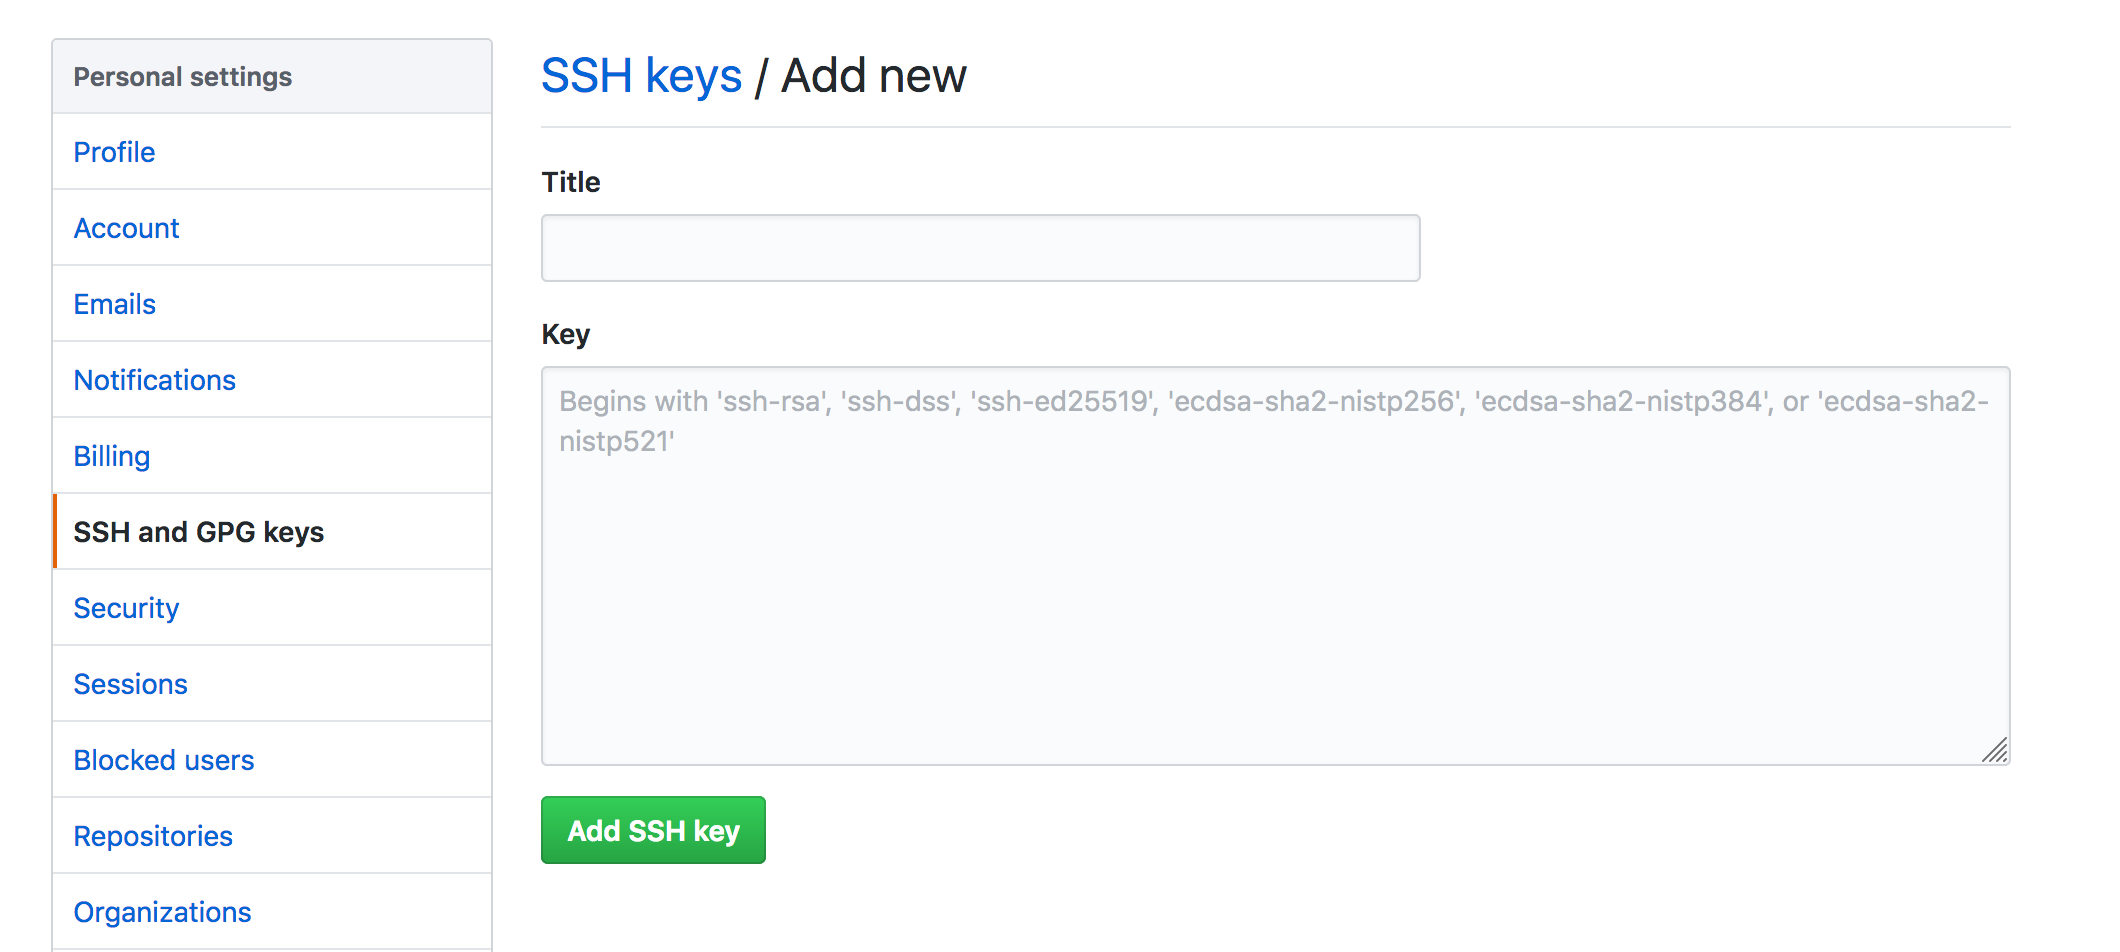 Personal settings
Profile
Account
Emails
Notifications
Billing
SSH and GPG keys
Security
Sessions
Blocked users
Repositories
Organizations
SSH keys / Add new
Title
Key
Begins with 'ssh-rsa', 'ssh-dss', 'ssh-ed25519', 'ecdsa-sha2-nistp256', 'ecdsa-sha2-nistp384', or 'ecdsa-sha2-
nistp521'
Add SSH key